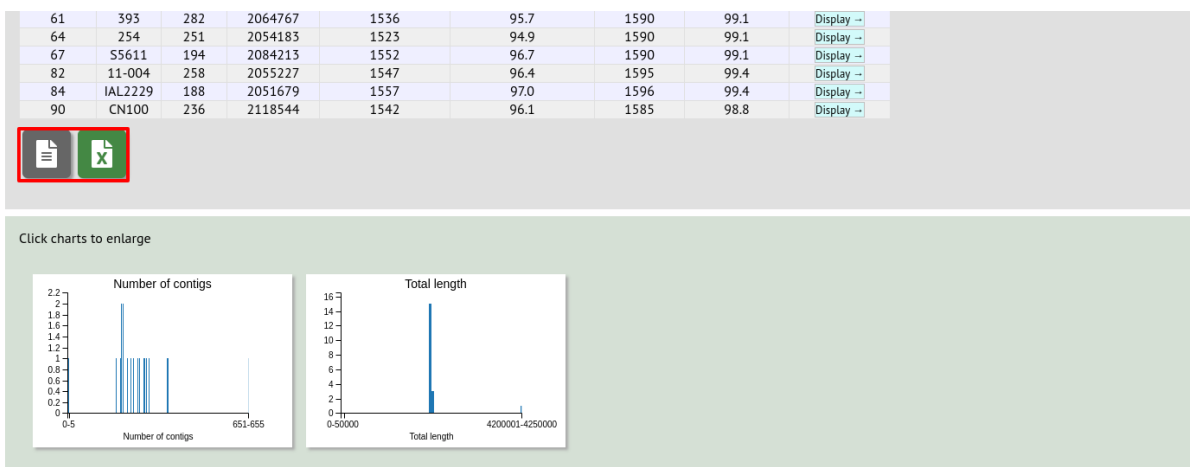 61 393 282 2064767 1536 95.7 1590 99.1 Display →
64 254 251 2054183 1523 94.9 1590 99.1 Display →
67 S5611 194 2084213 1552 96.7 1590 99.1 Display →
82 11-004 258 2055227 1547 96.4 1595 99.4 Display →
84 IAL2229 188 2051679 1557 97.0 1596 99.4 Display →
90 CN100 236 2118544 1542 96.1 1585 98.8 Display →
X
Click charts to enlarge
Number of contigs
2.2
2
1.8
1.6
1.4
1.2
1
0.8
0.6
0.4
0.2
0
0-5 651-655
Number of contigs
Total length
16
14
12
10
8
6
4
2
0
0-50000 4200001-4250000
Total length